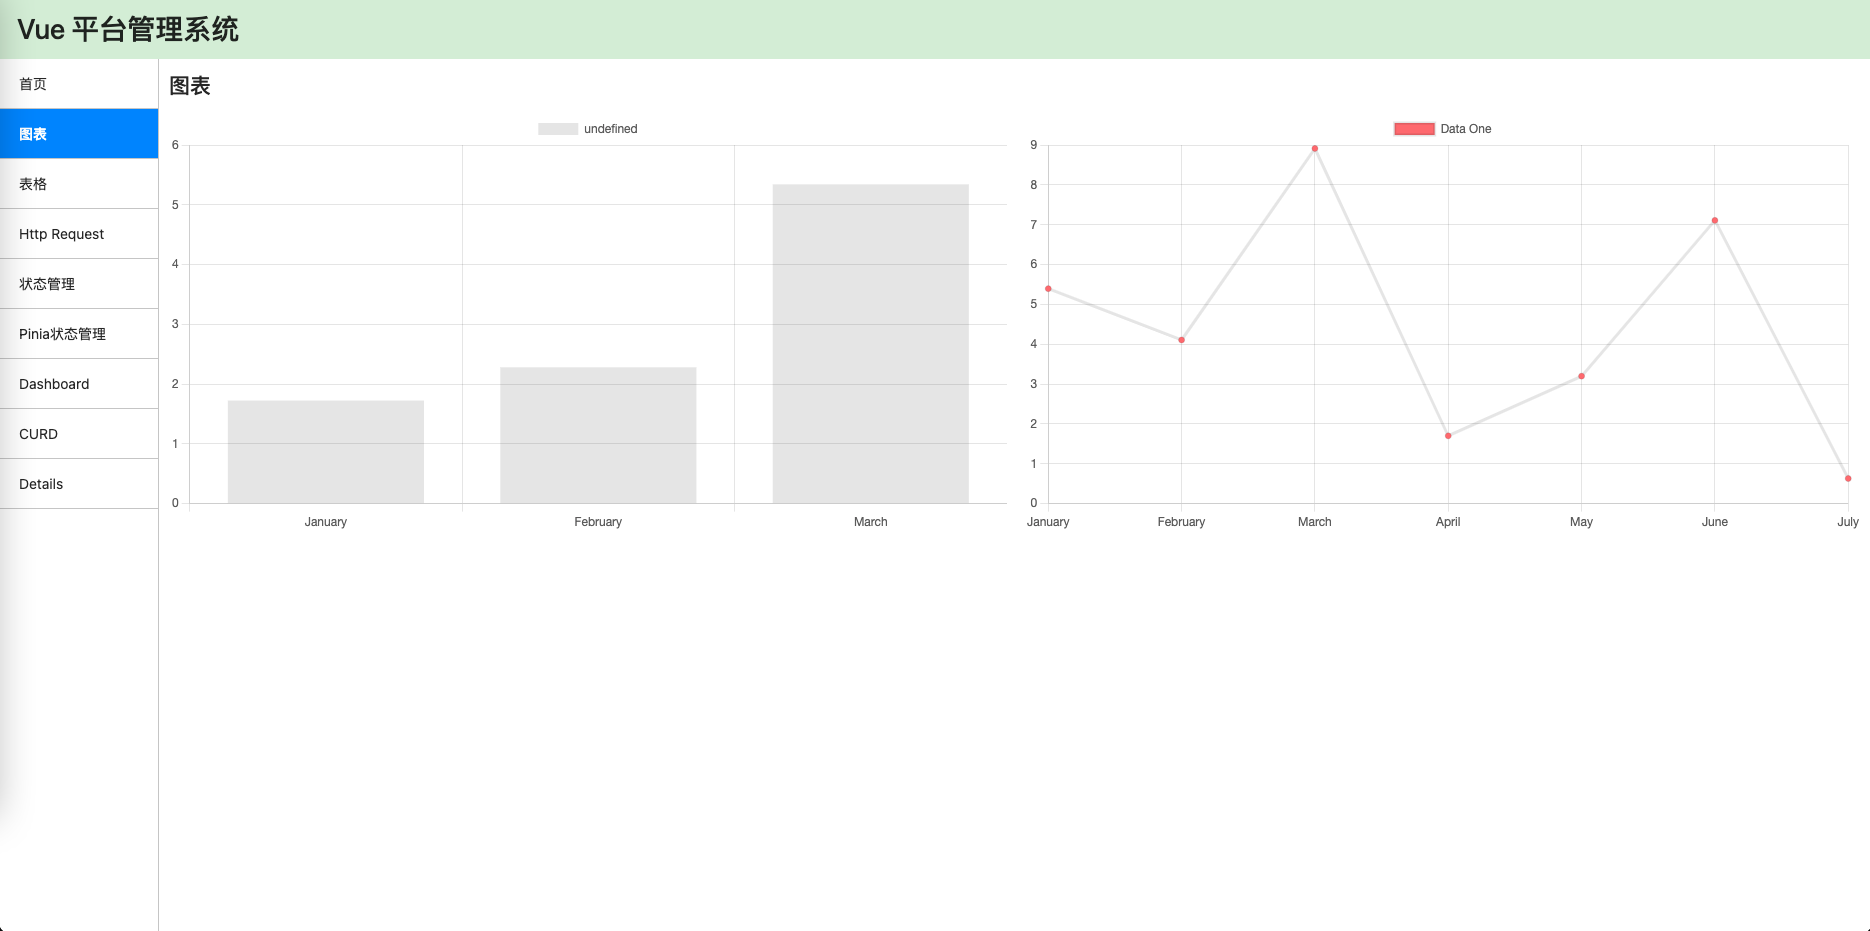 Vue 平台管理系统
首页
图表
表格
Http Request
状态管理
Pinia状态管理
Dashboard
CURD
Details
图表
undefined
6
5
4
3
2
1
0
January February March
Data One
9
8
7
6
5
4
3
2
1
0
January February March April May June July